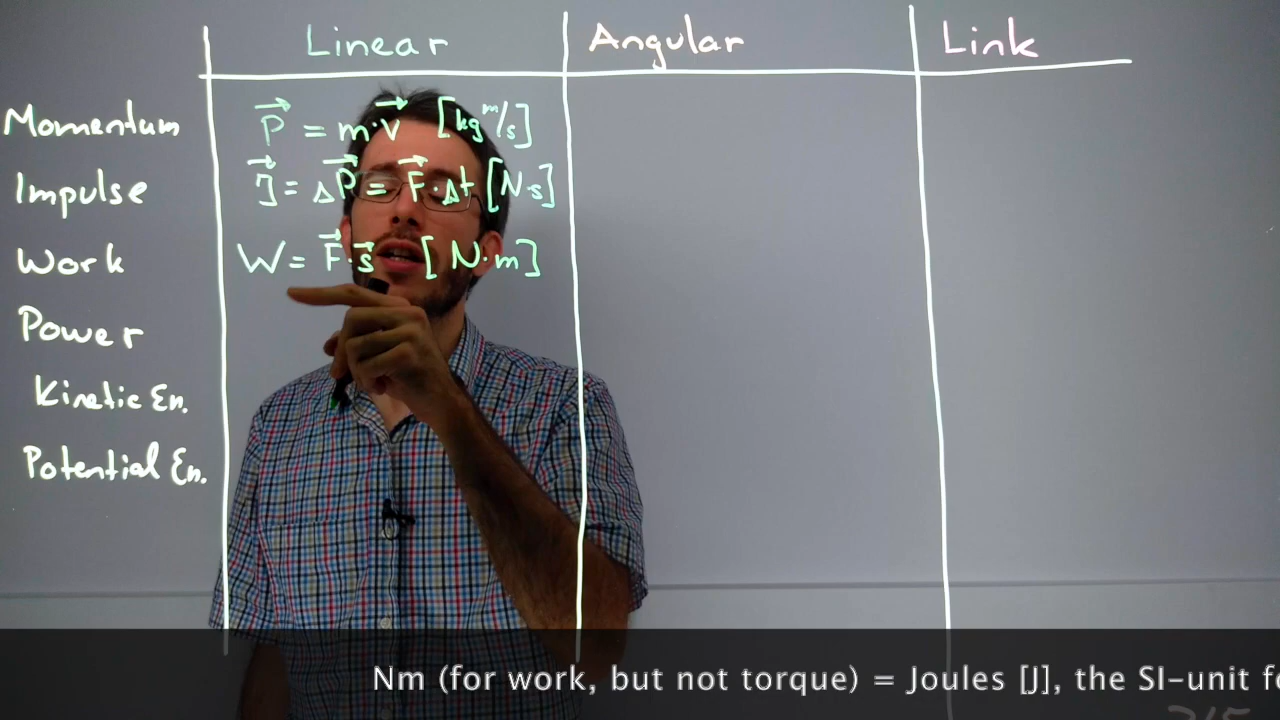 Linear Angular Link
Momentum P⃗ = m·v⃗ [kg m/s]
Impulse J⃗ = ΔP⃗ = F⃗·Δt [N·s]
Work W = F⃗·s⃗ [N·m]
Power
Kinetic En.
Potential En.
Nm (for work, but not torque) = Joules [J], the SI-unit